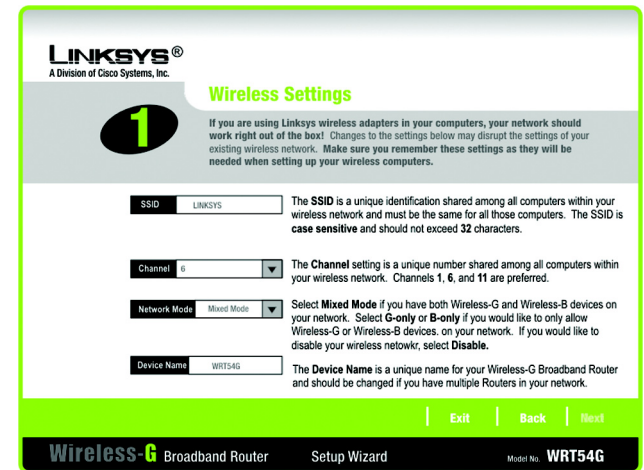 LINKSYS®
A Division of Cisco Systems, Inc.
Wireless Settings
1
If you are using Linksys wireless adapters in your computers, your network should
work right out of the box! Changes to the settings below may disrupt the settings of your
existing wireless network. Make sure you remember these settings as they will be
needed when setting up your wireless computers.
SSID LINKSYS
The SSID is a unique identification shared among all computers within your
wireless network and must be the same for all those computers. The SSID is
case sensitive and should not exceed 32 characters.
Channel 6
The Channel setting is a unique number shared among all computers within
your wireless network. Channels 1, 6, and 11 are preferred.
Network Mode Mixed Mode
Select Mixed Mode if you have both Wireless-G and Wireless-B devices on
your network. Select G-only or B-only if you would like to only allow
Wireless-G or Wireless-B devices. on your network. If you would like to
disable your wireless netowkr, select Disable.
Device Name WRT54G
The Device Name is a unique name for your Wireless-G Broadband Router
and should be changed if you have multiple Routers in your network.
Exit Back Next
Wireless-G Broadband Router Setup Wizard Model No. WRT54G